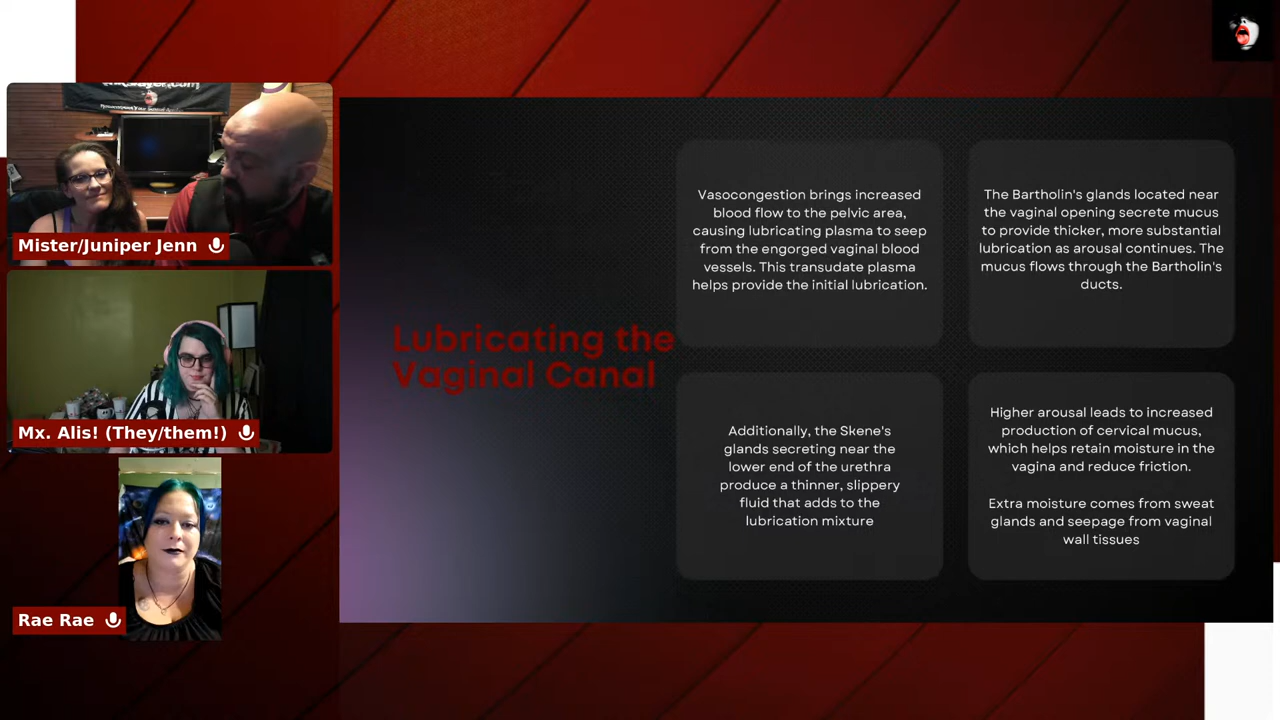 Mister/Juniper Jenn
Mx. Alis! (They/them!)
Rae Rae
Lubricating the
Vaginal Canal
Vasocongestion brings increased
blood flow to the pelvic area,
causing lubricating plasma to seep
from the engorged vaginal blood
vessels. This transudate plasma
helps provide the initial lubrication.
The Bartholin's glands located near
the vaginal opening secrete mucus
to provide thicker, more substantial
lubrication as arousal continues. The
mucus flows through the Bartholin's
ducts.
Additionally, the Skene's
glands secreting near the
lower end of the urethra
produce a thinner, slippery
fluid that adds to the
lubrication mixture
Higher arousal leads to increased
production of cervical mucus,
which helps retain moisture in the
vagina and reduce friction.
Extra moisture comes from sweat
glands and seepage from vaginal
wall tissues